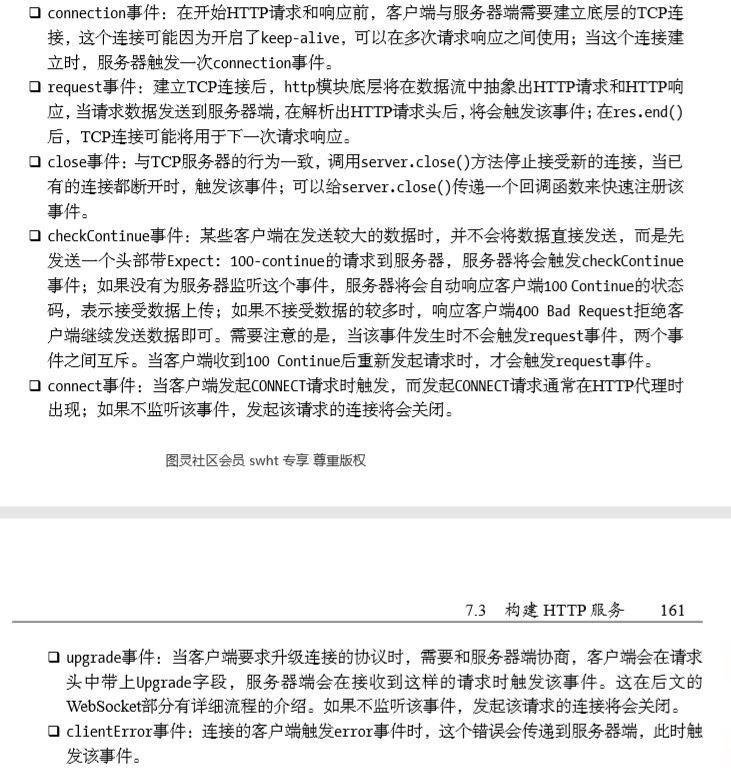 ❑ connection事件：在开始HTTP请求和响应前，客户端与服务器端需要建立底层的TCP连
接，这个连接可能因为开启了keep-alive，可以在多次请求响应之间使用；当这个连接建
立时，服务器触发一次connection事件。
❑ request事件：建立TCP连接后，http模块底层将在数据流中抽象出HTTP请求和HTTP响
应，当请求数据发送到服务器端，在解析出HTTP请求头后，将会触发该事件；在res.end()
后，TCP连接可能将用于下一次请求响应。
❑ close事件：与TCP服务器的行为一致，调用server.close()方法停止接受新的连接，当已
有的连接都断开时，触发该事件；可以给server.close()传递一个回调函数来快速注册该
事件。
❑ checkContinue事件：某些客户端在发送较大的数据时，并不会将数据直接发送，而是先
发送一个头部带Expect: 100-continue的请求到服务器，服务器将会触发checkContinue
事件；如果没有为服务器监听这个事件，服务器将会自动响应客户端100 Continue的状态
码，表示接受数据上传；如果不接受数据的较多时，响应客户端400 Bad Request拒绝客
户端继续发送数据即可。需要注意的是，当该事件发生时不会触发request事件，两个事
件之间互斥。当客户端收到100 Continue后重新发起请求时，才会触发request事件。
❑ connect事件：当客户端发起CONNECT请求时触发，而发起CONNECT请求通常在HTTP代理时
出现；如果不监听该事件，发起该请求的连接将会关闭。
图灵社区会员 swht 专享 尊重版权
7.3 构建 HTTP 服务 161
❑ upgrade事件：当客户端要求升级连接的协议时，需要和服务器端协商，客户端会在请求
头中带上Upgrade字段，服务器端会在接收到这样的请求时触发该事件。这在后文的
WebSocket部分有详细流程的介绍。如果不监听该事件，发起该请求的连接将会关闭。
❑ clientError事件：连接的客户端触发error事件时，这个错误会传递到服务器端，此时触
发该事件。